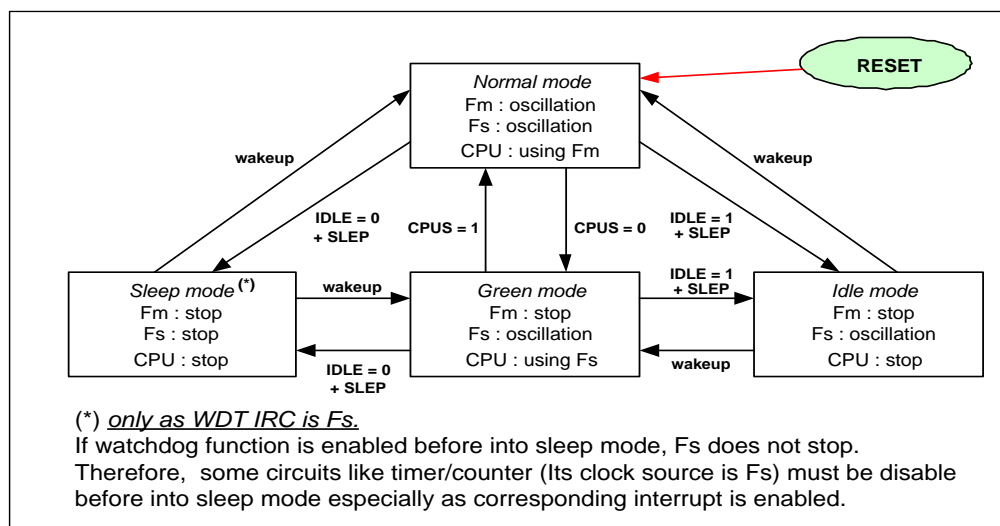 RESET
Normal mode
Fm : oscillation
Fs : oscillation
CPU : using Fm
wakeup
wakeup
IDLE = 0
+ SLEP
CPUS = 1
CPUS = 0
IDLE = 1
+ SLEP
Sleep mode(*)
Fm : stop
Fs : stop
CPU : stop
wakeup
IDLE = 0
+ SLEP
Green mode
Fm : stop
Fs : oscillation
CPU : using Fs
IDLE = 1
+ SLEP
wakeup
Idle mode
Fm : stop
Fs : oscillation
CPU : stop
(*) only as WDT IRC is Fs.
If watchdog function is enabled before into sleep mode, Fs does not stop.
Therefore, some circuits like timer/counter (Its clock source is Fs) must be disable
before into sleep mode especially as corresponding interrupt is enabled.